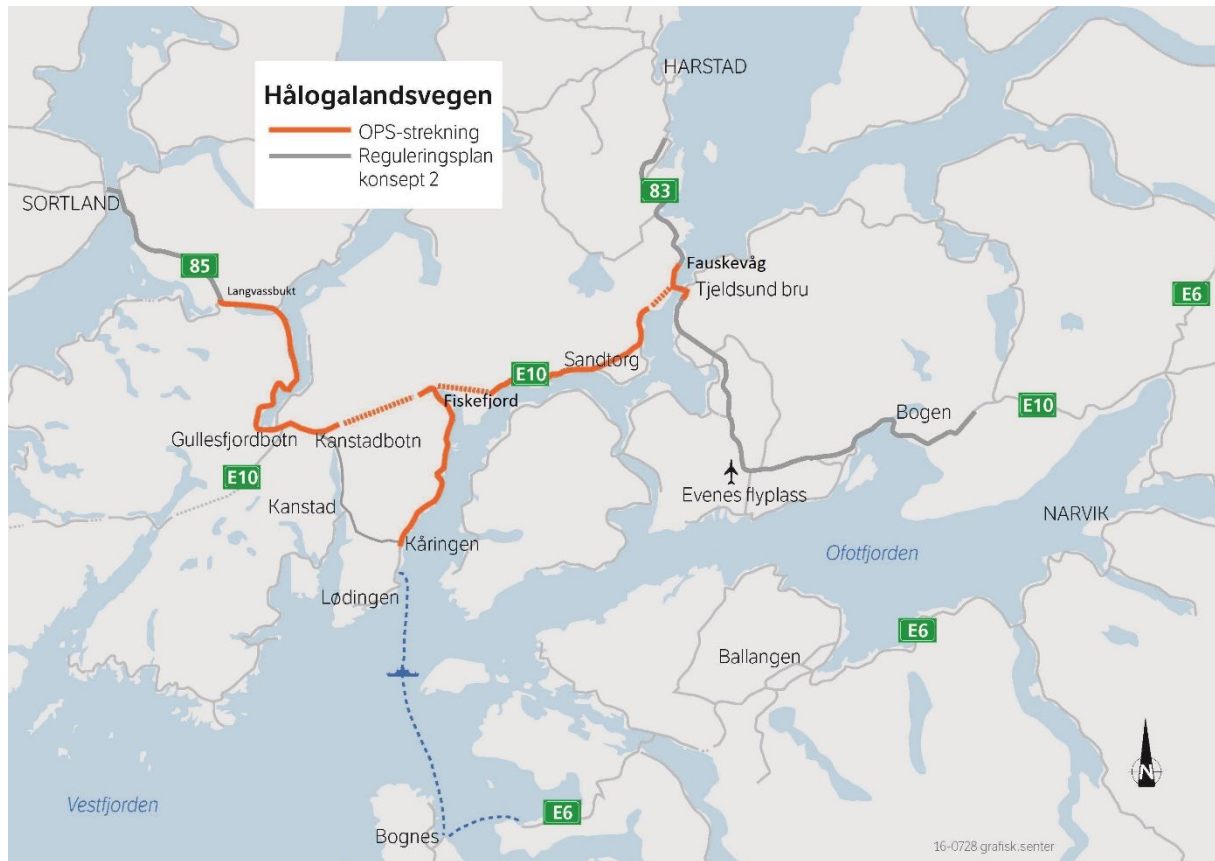 HARSTAD
Hålogalandsvegen
OPS-strekning
Reguleringsplan
konsept 2
83
SORTLAND
85
Langvassbukt
Fauskevåg
Tjeldsund bru
E6
Sandtorg
E10
Fiskefjord
Bogen
E10
Gullesfjordbotn
Kanstadbotn
E10
Evenes flyplass
Kanstad
NARVIK
Kåringen
Ofotfjorden
Lødingen
E6
Ballangen
N
Vestfjorden
E6
Bognes
16-0728 grafisk.senter